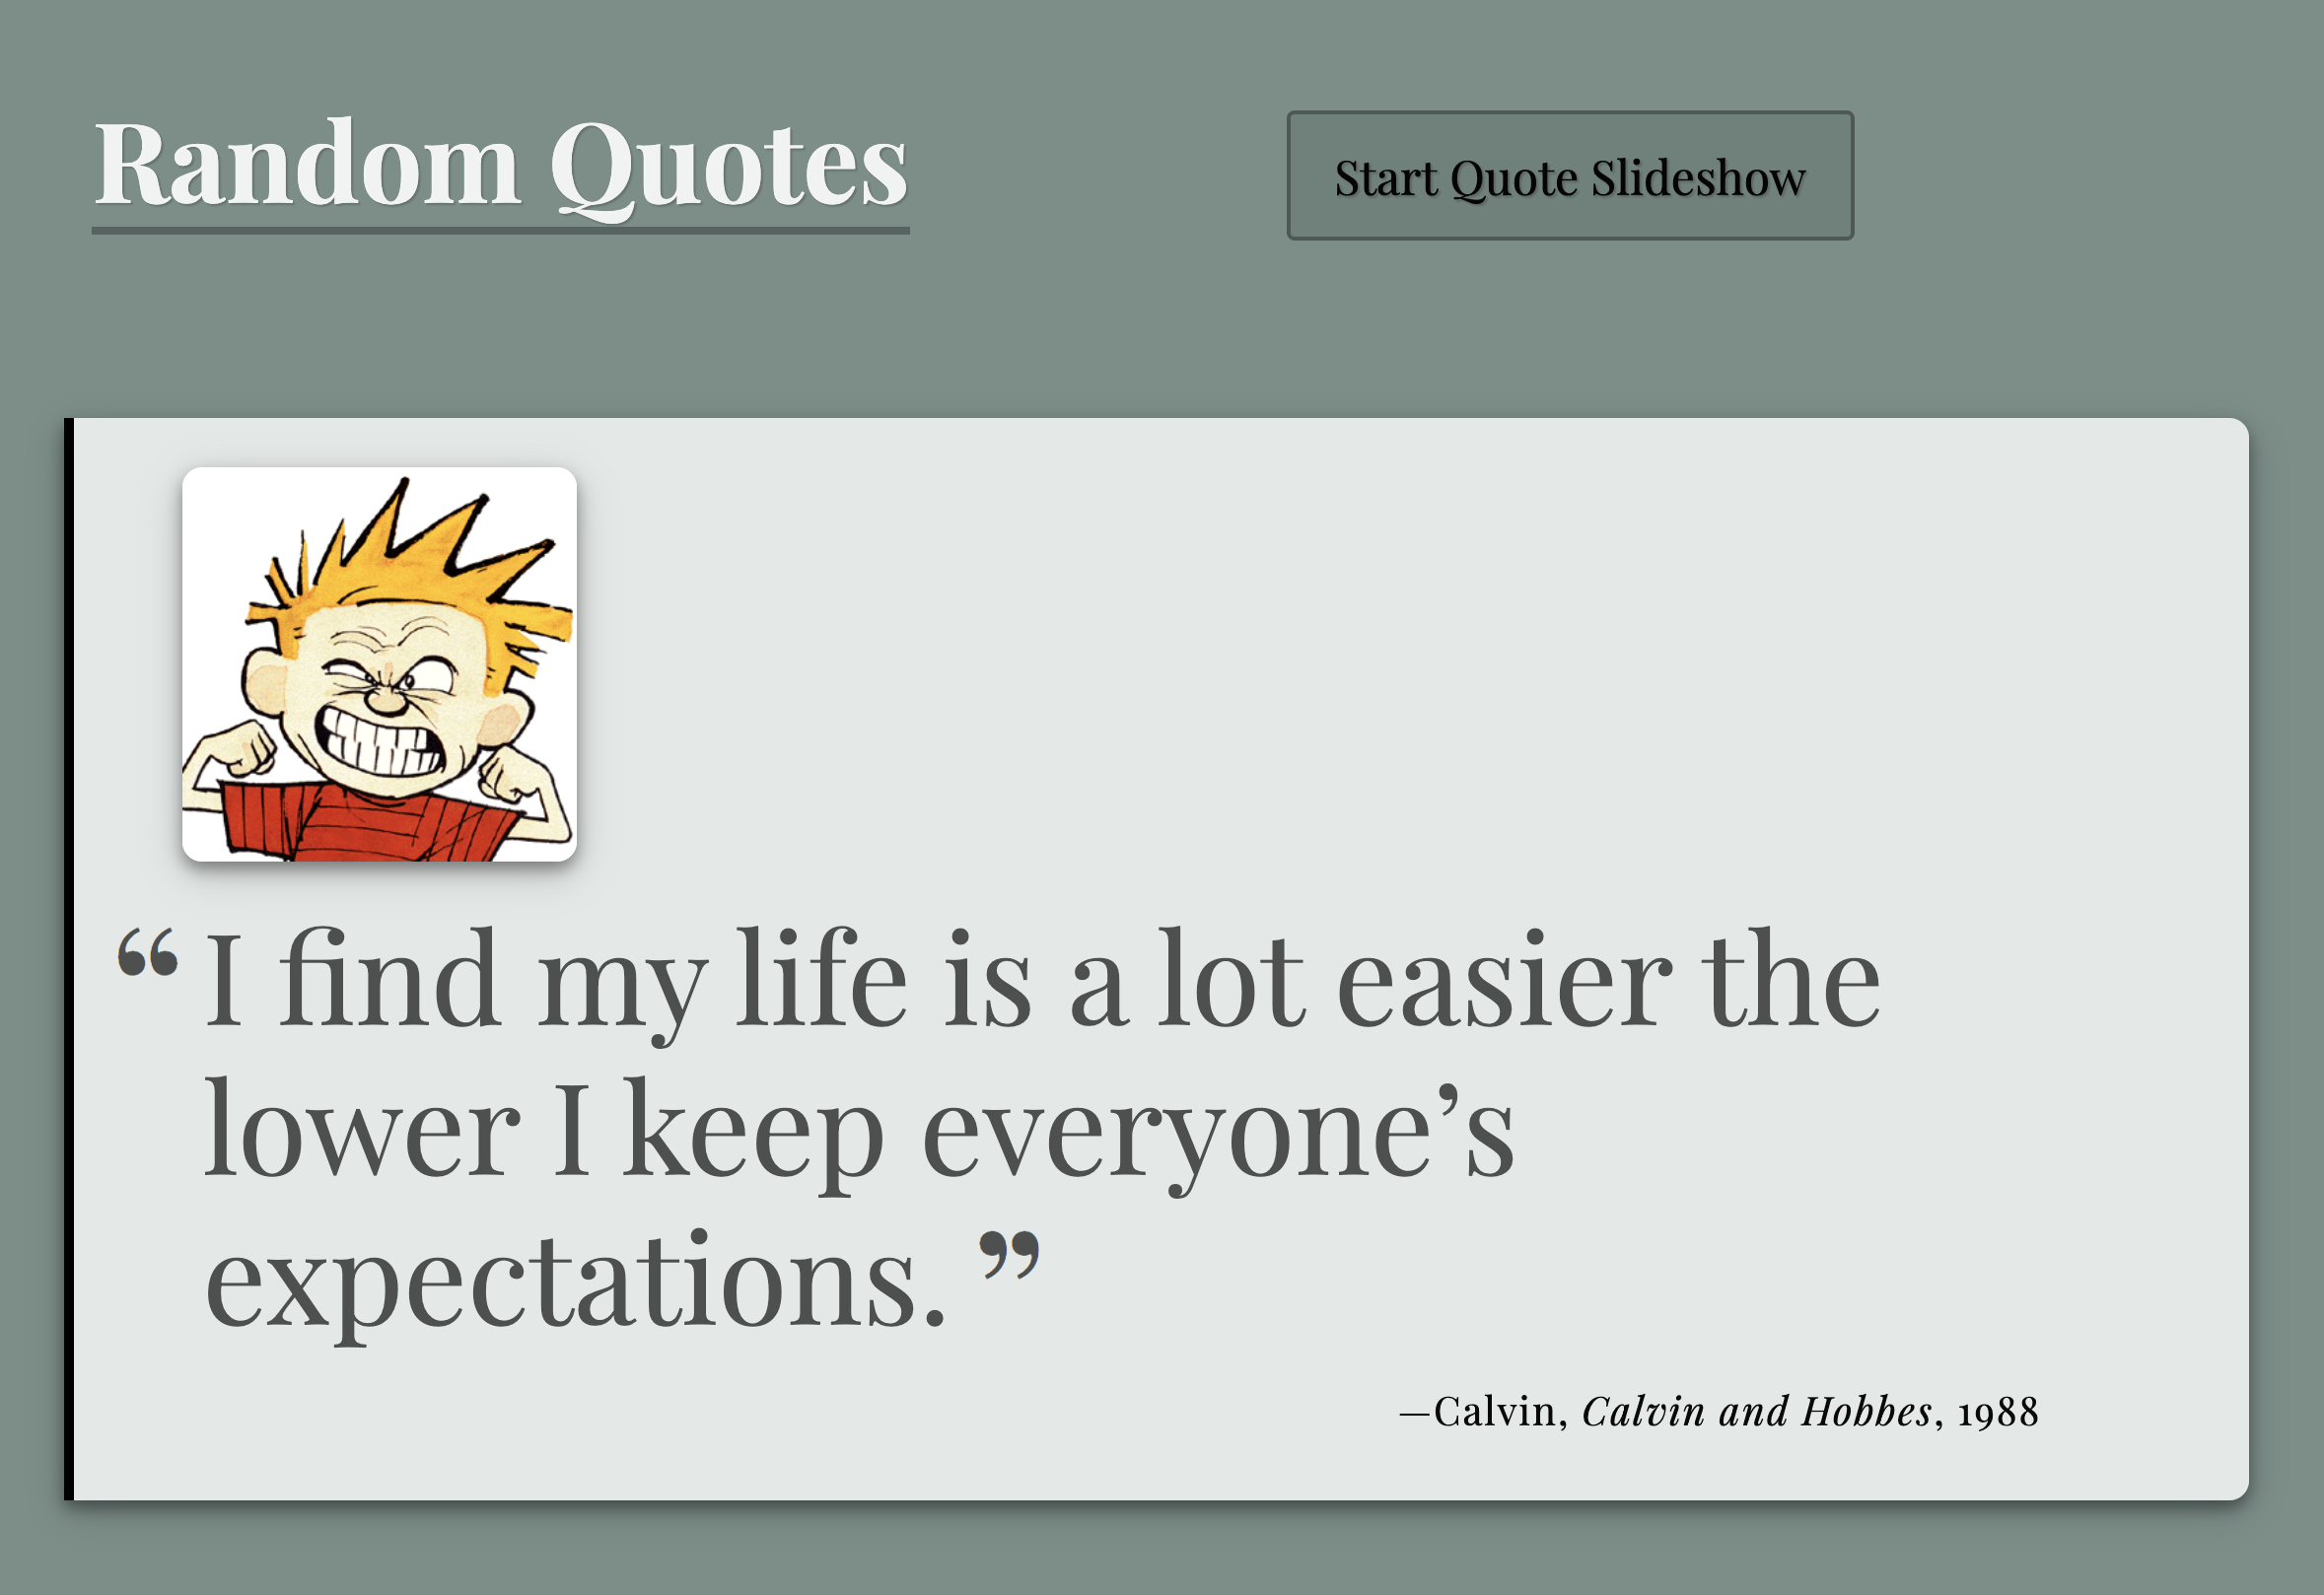 Random Quotes
Start Quote Slideshow
“ I find my life is a lot easier the
lower I keep everyone’s
expectations. ”
—Calvin, Calvin and Hobbes, 1988